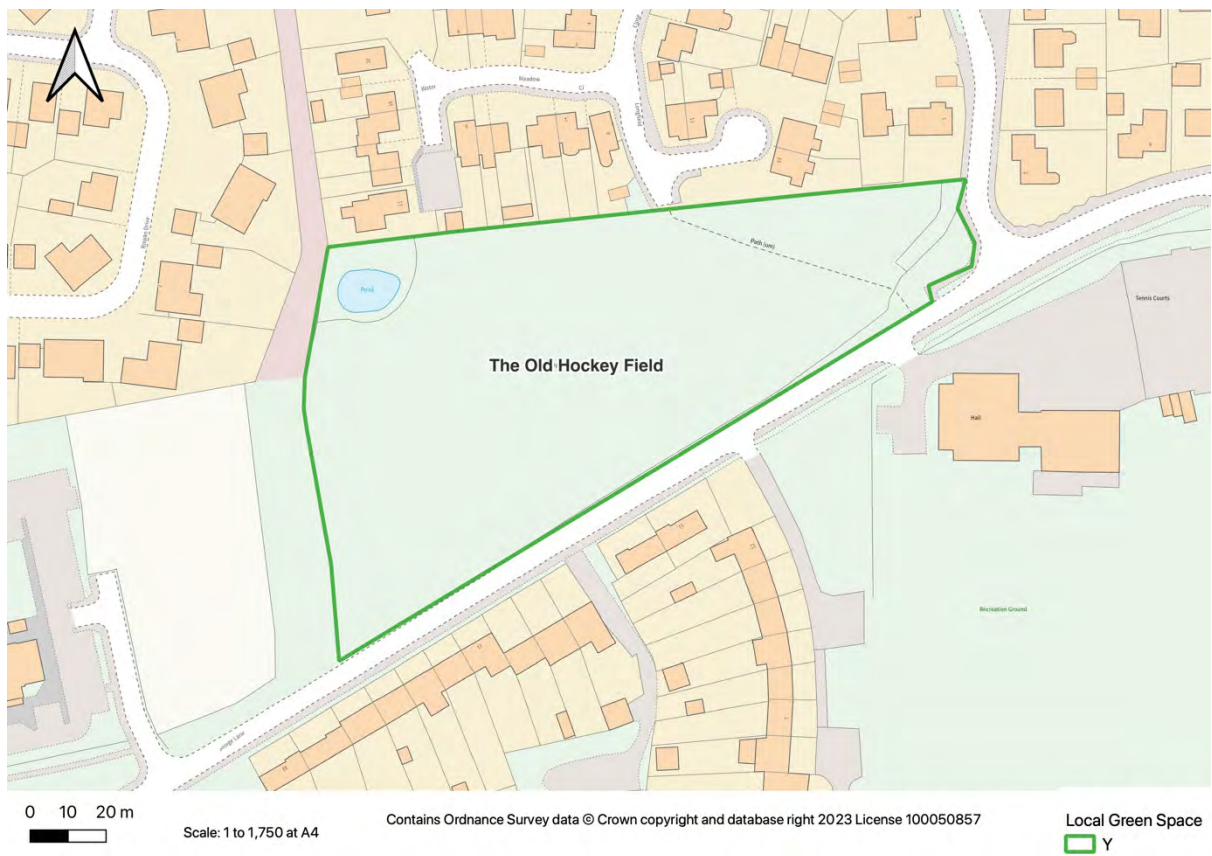 Meadow
Cl
Longfield
Pond
Path (um)
The Old Hockey Field
Tennis Courts
Hall
Recreation Ground
0 10 20 m
Scale: 1 to 1,750 at A4
Contains Ordnance Survey data © Crown copyright and database right 2023 License 100050857
Local Green Space
Y